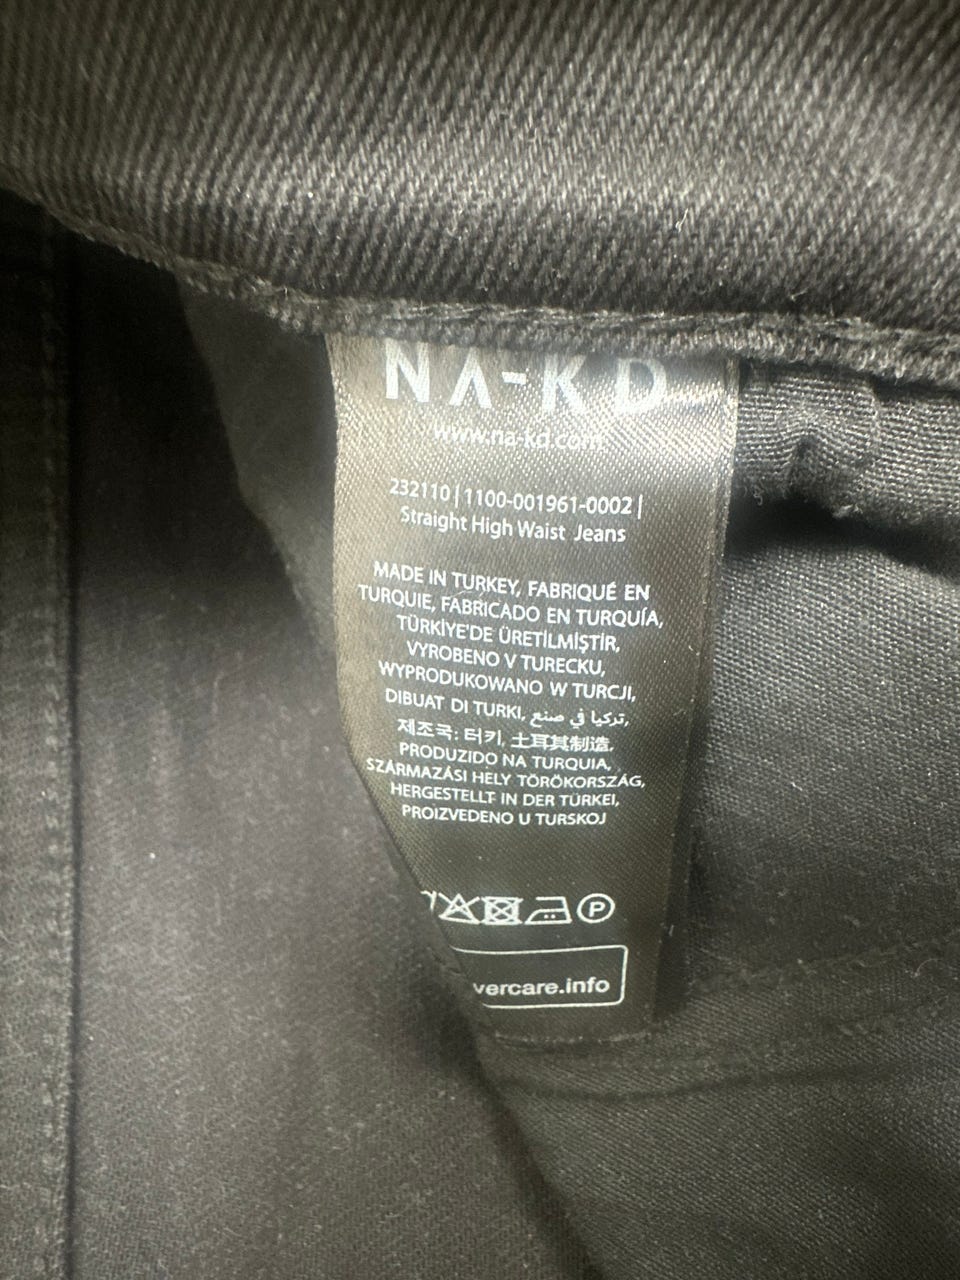 NA-KD
www.na-kd.com
232110 | 1100-001961-0002 |
Straight High Waist Jeans
MADE IN TURKEY, FABRIQUÉ EN
TURQUIE, FABRICADO EN TURQUÍA,
TÜRKİYE'DE ÜRETİLMİŞTİR,
VYROBENO V TURECKU,
WYPRODUKOWANO W TURCJI,
DIBUAT DI TURKI, تركيا في صنع,
제조국: 터키, 土耳其制造,
PRODUZIDO NA TURQUIA,
SZÁRMAZÁSI HELY TÖRÖKORSZÁG,
HERGESTELLT IN DER TÜRKEI,
PROIZVEDENO U TURSKOJ
P
vercare.info